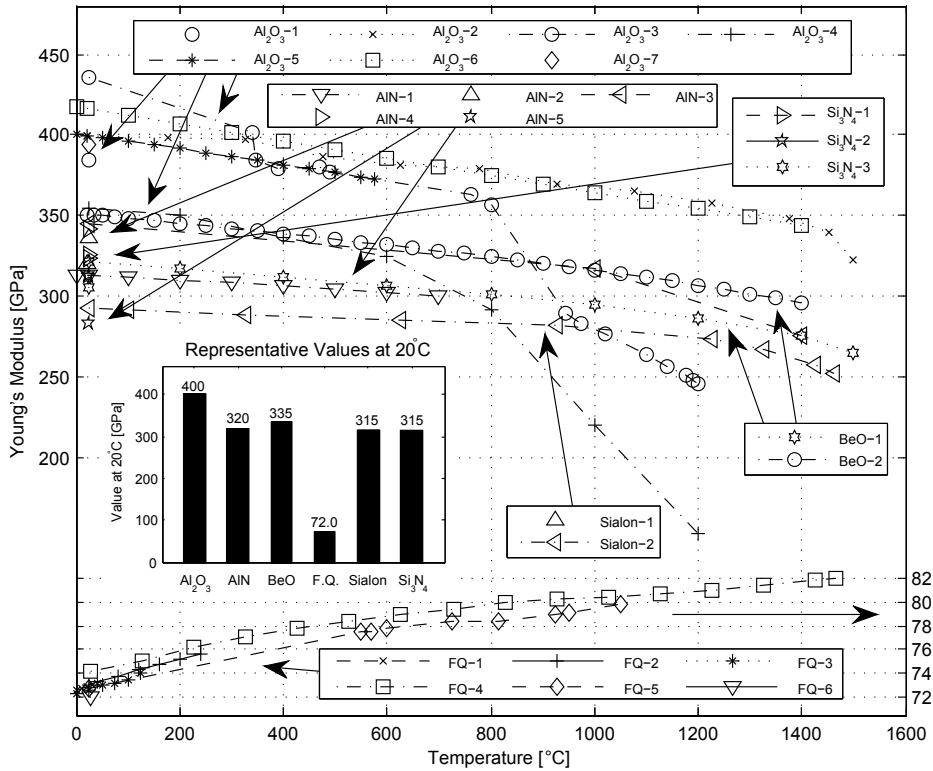 Al2O3−1 Al2O3−2 Al2O3−3 Al2O3−4
Al2O3−5 Al2O3−6 Al2O3−7
AlN−1 AlN−2 AlN−3
AlN−4 AlN−5
Si3N4−1
Si3N4−2
Si3N4−3
450
400
350
300
250
200
Young's Modulus [GPa]
Representative Values at 20°C
Value at 20°C [GPa]
400
300
200
100
0
400
320
335
72.0
315
315
Al2O3 AlN BeO F.Q. Sialon Si3N4
BeO−1
BeO−2
Sialon−1
Sialon−2
82
80
78
76
74
72
FQ−1 FQ−2 FQ−3
FQ−4 FQ−5 FQ−6
0 200 400 600 800 1000 1200 1400 1600
Temperature [°C]